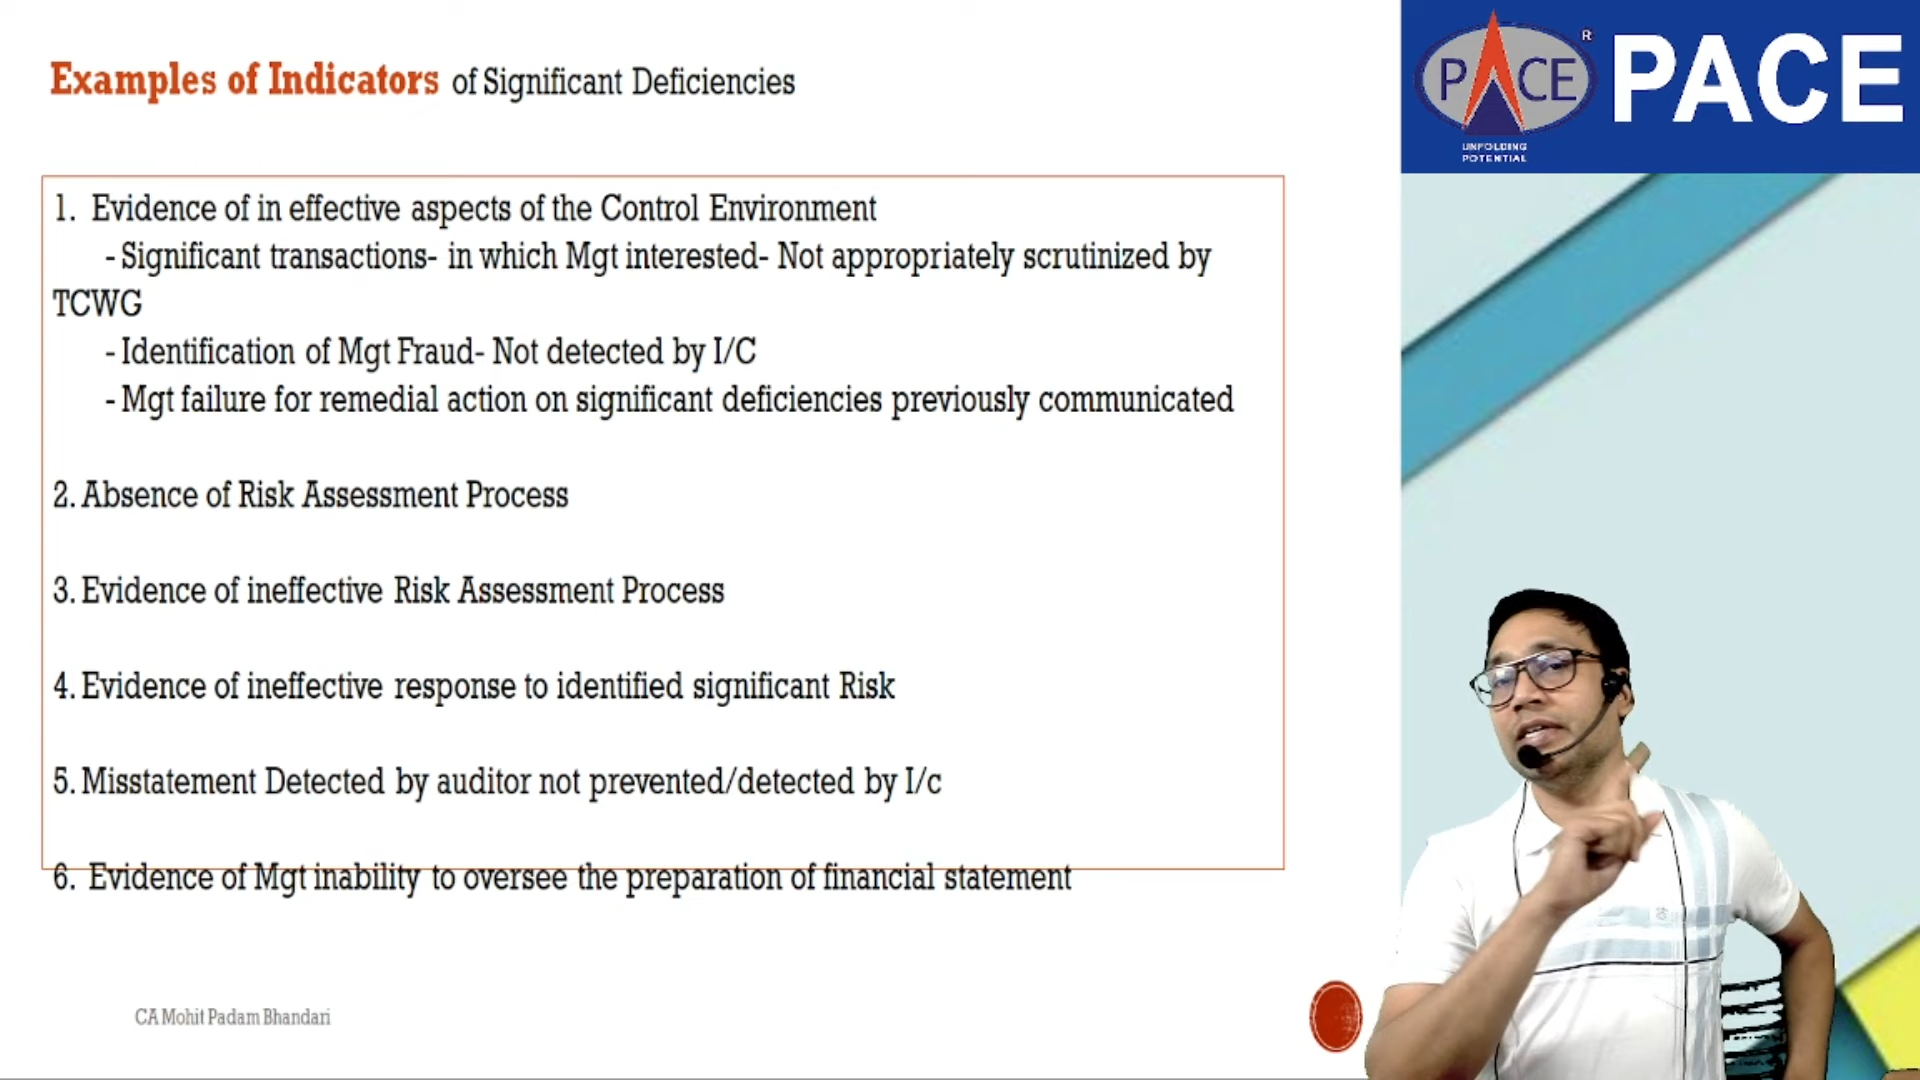 Examples of Indicators of Significant Deficiencies
1. Evidence of in effective aspects of the Control Environment
- Significant transactions- in which Mgt interested- Not appropriately scrutinized by
TCWG
- Identification of Mgt Fraud- Not detected by I/C
- Mgt failure for remedial action on significant deficiencies previously communicated
2. Absence of Risk Assessment Process
3. Evidence of ineffective Risk Assessment Process
4. Evidence of ineffective response to identified significant Risk
5. Misstatement Detected by auditor not prevented/detected by I/c
6. Evidence of Mgt inability to oversee the preparation of financial statement
CA Mohit Padam Bhandari
PACE
R
UNFOLDING
POTENTIAL
PACE